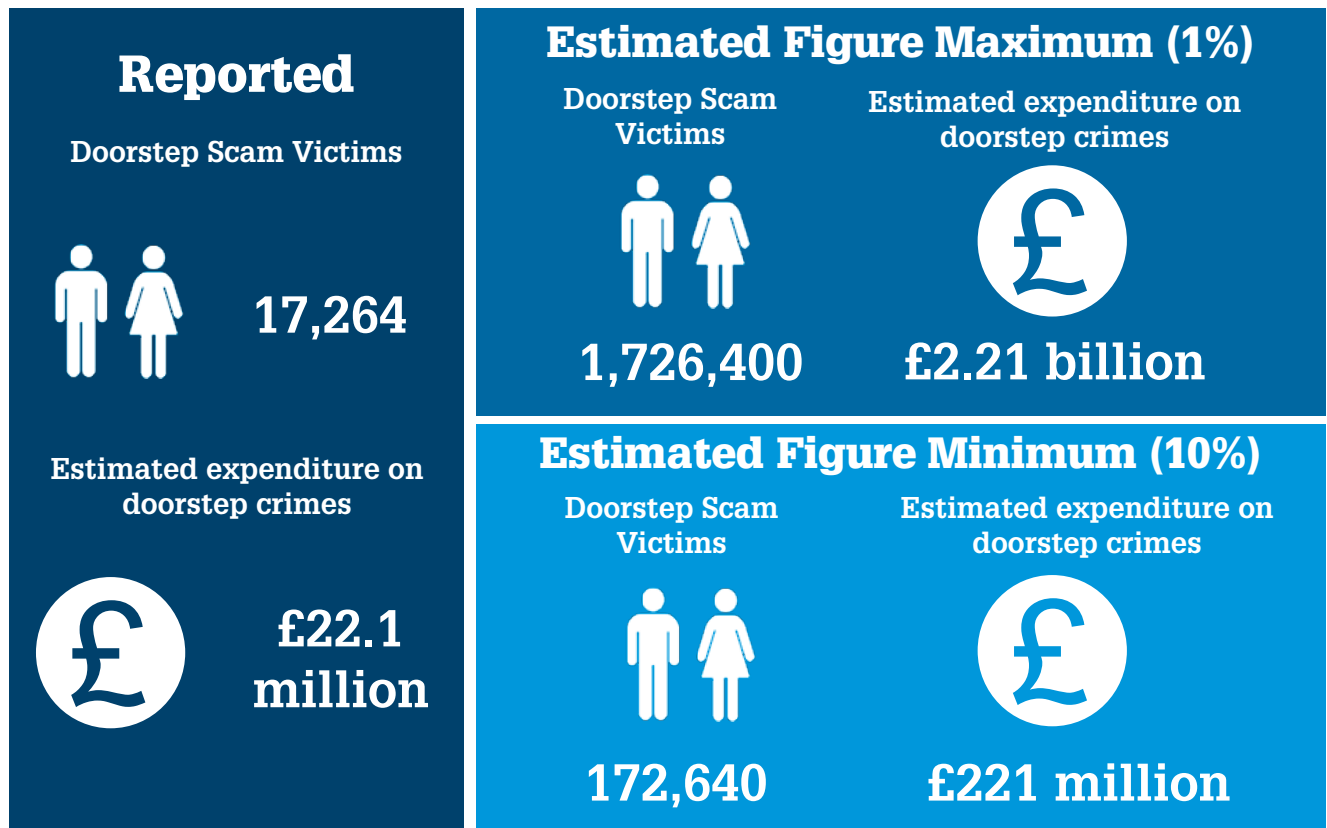 Reported
Doorstep Scam Victims
17,264
Estimated expenditure on
doorstep crimes
£
£22.1
million
Estimated Figure Maximum (1%)
Doorstep Scam
Victims
1,726,400
Estimated expenditure on
doorstep crimes
£
£2.21 billion
Estimated Figure Minimum (10%)
Doorstep Scam
Victims
172,640
Estimated expenditure on
doorstep crimes
£
£221 million